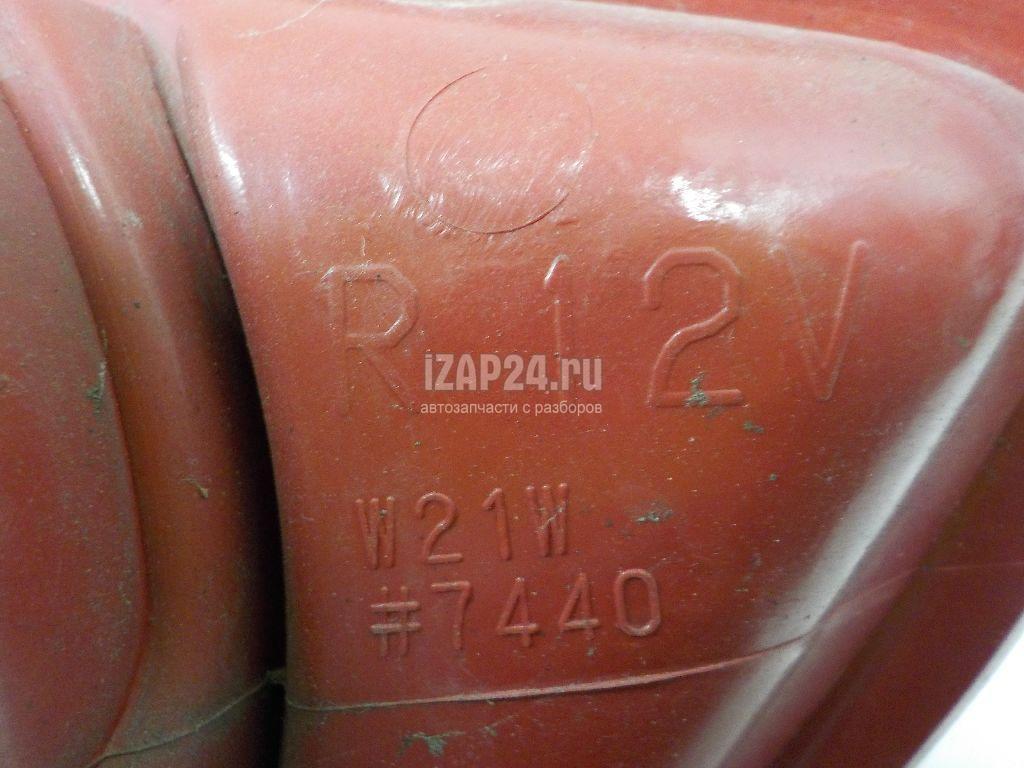 R 12V
iZAP24.ru
автозапчасти с разборов
W21W
#7440